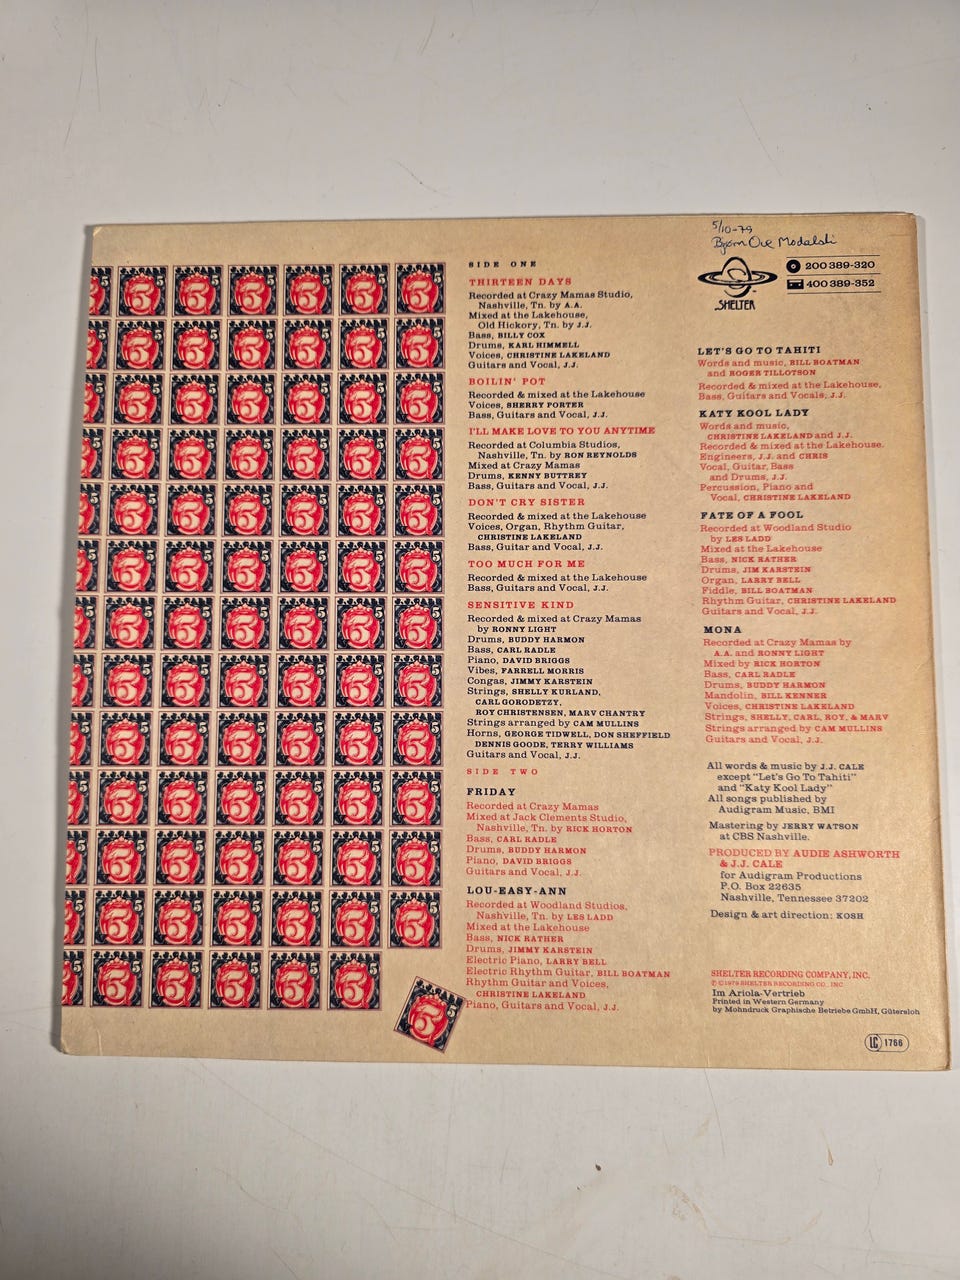 5/10-79
SHELTER
200 389-320
400 389-352
SIDE ONE
THIRTEEN DAYS
Recorded at Crazy Mamas Studio,
Nashville, Tn. by A.A.
Mixed at the Lakehouse,
Old Hickory, Tn. by J.J.
Bass, BILLY COX
Drums, KARL HIMMELL
Voices, CHRISTINE LAKELAND
Guitars and Vocal, J.J.
BOILIN' POT
Recorded & mixed at the Lakehouse
Voices, SHERRY PORTER
Bass, Guitars and Vocal, J.J.
I'LL MAKE LOVE TO YOU ANYTIME
Recorded at Columbia Studios,
Nashville, Tn. by RON REYNOLDS
Mixed at Crazy Mamas
Drums, KENNY BUTTREY
Bass, Guitars and Vocal, J.J.
DON'T CRY SISTER
Recorded & mixed at the Lakehouse
Voices, Organ, Rhythm Guitar,
CHRISTINE LAKELAND
Bass, Guitar and Vocal, J.J.
TOO MUCH FOR ME
Recorded & mixed at the Lakehouse
Bass, Guitars and Vocal, J.J.
SENSITIVE KIND
Recorded & mixed at Crazy Mamas
by RONNY LIGHT
Drums, BUDDY HARMON
Bass, CARL RADLE
Piano, DAVID BRIGGS
Vibes, FARRELL MORRIS
Congas, JIMMY KARSTEIN
Strings, SHELLY KURLAND,
CARL GORODETZY,
ROY CHRISTENSEN, MARV CHANTRY
Strings arranged by CAM MULLINS
Horns, GEORGE TIDWELL, DON SHEFFIELD
DENNIS GOODE, TERRY WILLIAMS
Guitars and Vocal, J.J.
SIDE TWO
FRIDAY
Recorded at Crazy Mamas
Mixed at Jack Clements Studio,
Nashville, Tn. by RICK HORTON
Bass, CARL RADLE
Drums, BUDDY HARMON
Piano, DAVID BRIGGS
Guitars and Vocal, J.J.
LOU-EASY-ANN
Recorded at Woodland Studios,
Nashville, Tn. by LES LADD
Mixed at the Lakehouse
Bass, NICK RATHER
Drums, JIMMY KARSTEIN
Electric Piano, LARRY BELL
Electric Rhythm Guitar, BILL BOATMAN
Rhythm Guitar and Voices,
CHRISTINE LAKELAND
Piano, Guitars and Vocal, J.J.
LET'S GO TO TAHITI
Words and music, BILL BOATMAN
and ROGER TILLOTSON
Recorded & mixed at the Lakehouse,
Bass, Guitars and Vocals, J.J.
KATY KOOL LADY
Words and music,
CHRISTINE LAKELAND and J.J.
Recorded & mixed at the Lakehouse.
Engineers, J.J. and CHRIS
Vocal, Guitar, Bass
and Drums, J.J.
Percussion, Piano and
Vocal, CHRISTINE LAKELAND
FATE OF A FOOL
Recorded at Woodland Studio
by LES LADD
Mixed at the Lakehouse
Bass, NICK RATHER
Drums, JIM KARSTEIN
Organ, LARRY BELL
Fiddle, BILL BOATMAN
Rhythm Guitar, CHRISTINE LAKELAND
Guitars and Vocal, J.J.
MONA
Recorded at Crazy Mamas by
A.A. and RONNY LIGHT
Mixed by RICK HORTON
Bass, CARL RADLE
Drums, BUDDY HARMON
Mandolin, BILL KENNER
Voices, CHRISTINE LAKELAND
Strings, SHELLY, CARL, ROY, & MARV
Strings arranged by CAM MULLINS
Guitars and Vocal, J.J.
All words & music by J.J. CALE
except "Let's Go To Tahiti"
and "Katy Kool Lady"
All songs published by
Audigram Music, BMI
Mastering by JERRY WATSON
at CBS Nashville.
PRODUCED BY AUDIE ASHWORTH
& J.J. CALE
for Audigram Productions
P.O. Box 22635
Nashville, Tennessee 37202
Design & art direction: KOSH
SHELTER RECORDING COMPANY, INC.
℗ © 1979 SHELTER RECORDING CO., INC
Im Ariola-Vertrieb
Printed in Western Germany
by Mohndruck Graphische Betriebe GmbH, Gütersloh
LC 1766
5